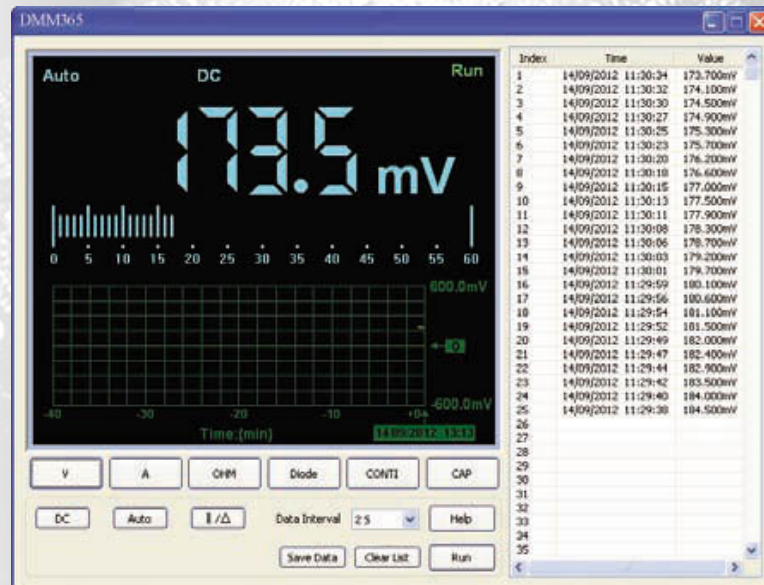 DMM365
Auto DC Run
173.5 mV
0 5 10 15 20 25 30 35 40 45 50 55 60
600.0mV
0
-600.0mV
-40 -30 -20 -10 +0
Time:(min) 14/09/2012 13:13
V A OHM Diode CONTI CAP
DC Auto Data Interval 2 S Help
Save Data Clear List Run
Index Time Value
1 14/09/2012 11:30:34 173.700mV
2 14/09/2012 11:30:32 174.100mV
3 14/09/2012 11:30:30 174.500mV
4 14/09/2012 11:30:27 174.900mV
5 14/09/2012 11:30:25 175.300mV
6 14/09/2012 11:30:23 175.700mV
7 14/09/2012 11:30:20 176.200mV
8 14/09/2012 11:30:18 176.600mV
9 14/09/2012 11:30:15 177.000mV
10 14/09/2012 11:30:13 177.500mV
11 14/09/2012 11:30:11 177.900mV
12 14/09/2012 11:30:08 178.300mV
13 14/09/2012 11:30:06 178.700mV
14 14/09/2012 11:30:03 179.200mV
15 14/09/2012 11:30:01 179.700mV
16 14/09/2012 11:29:59 180.100mV
17 14/09/2012 11:29:56 180.600mV
18 14/09/2012 11:29:54 181.100mV
19 14/09/2012 11:29:52 181.500mV
20 14/09/2012 11:29:49 182.000mV
21 14/09/2012 11:29:47 182.400mV
22 14/09/2012 11:29:44 182.900mV
23 14/09/2012 11:29:42 183.500mV
24 14/09/2012 11:29:40 184.000mV
25 14/09/2012 11:29:38 184.500mV
26
27
28
29
30
31
32
33
34
35